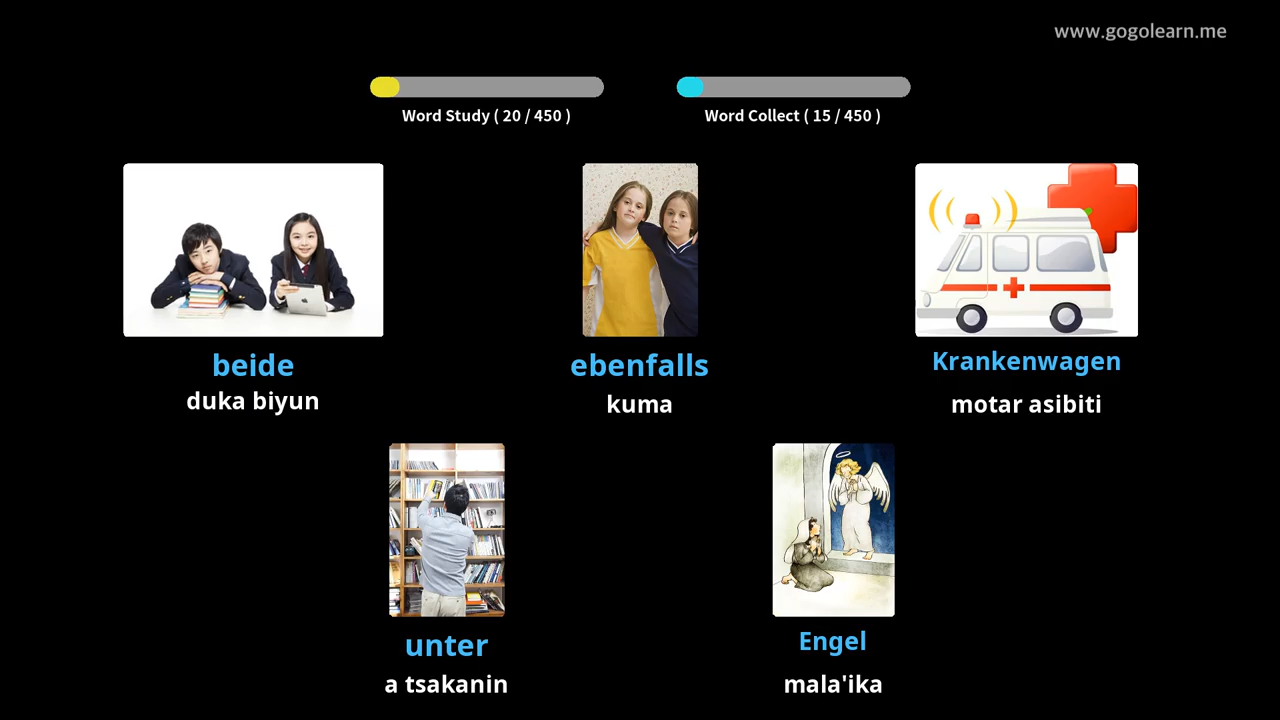 www.gogolearn.me
Word Study ( 20 / 450 )
Word Collect ( 15 / 450 )
beide
duka biyun
ebenfalls
kuma
Krankenwagen
motar asibiti
unter
a tsakanin
Engel
mala'ika